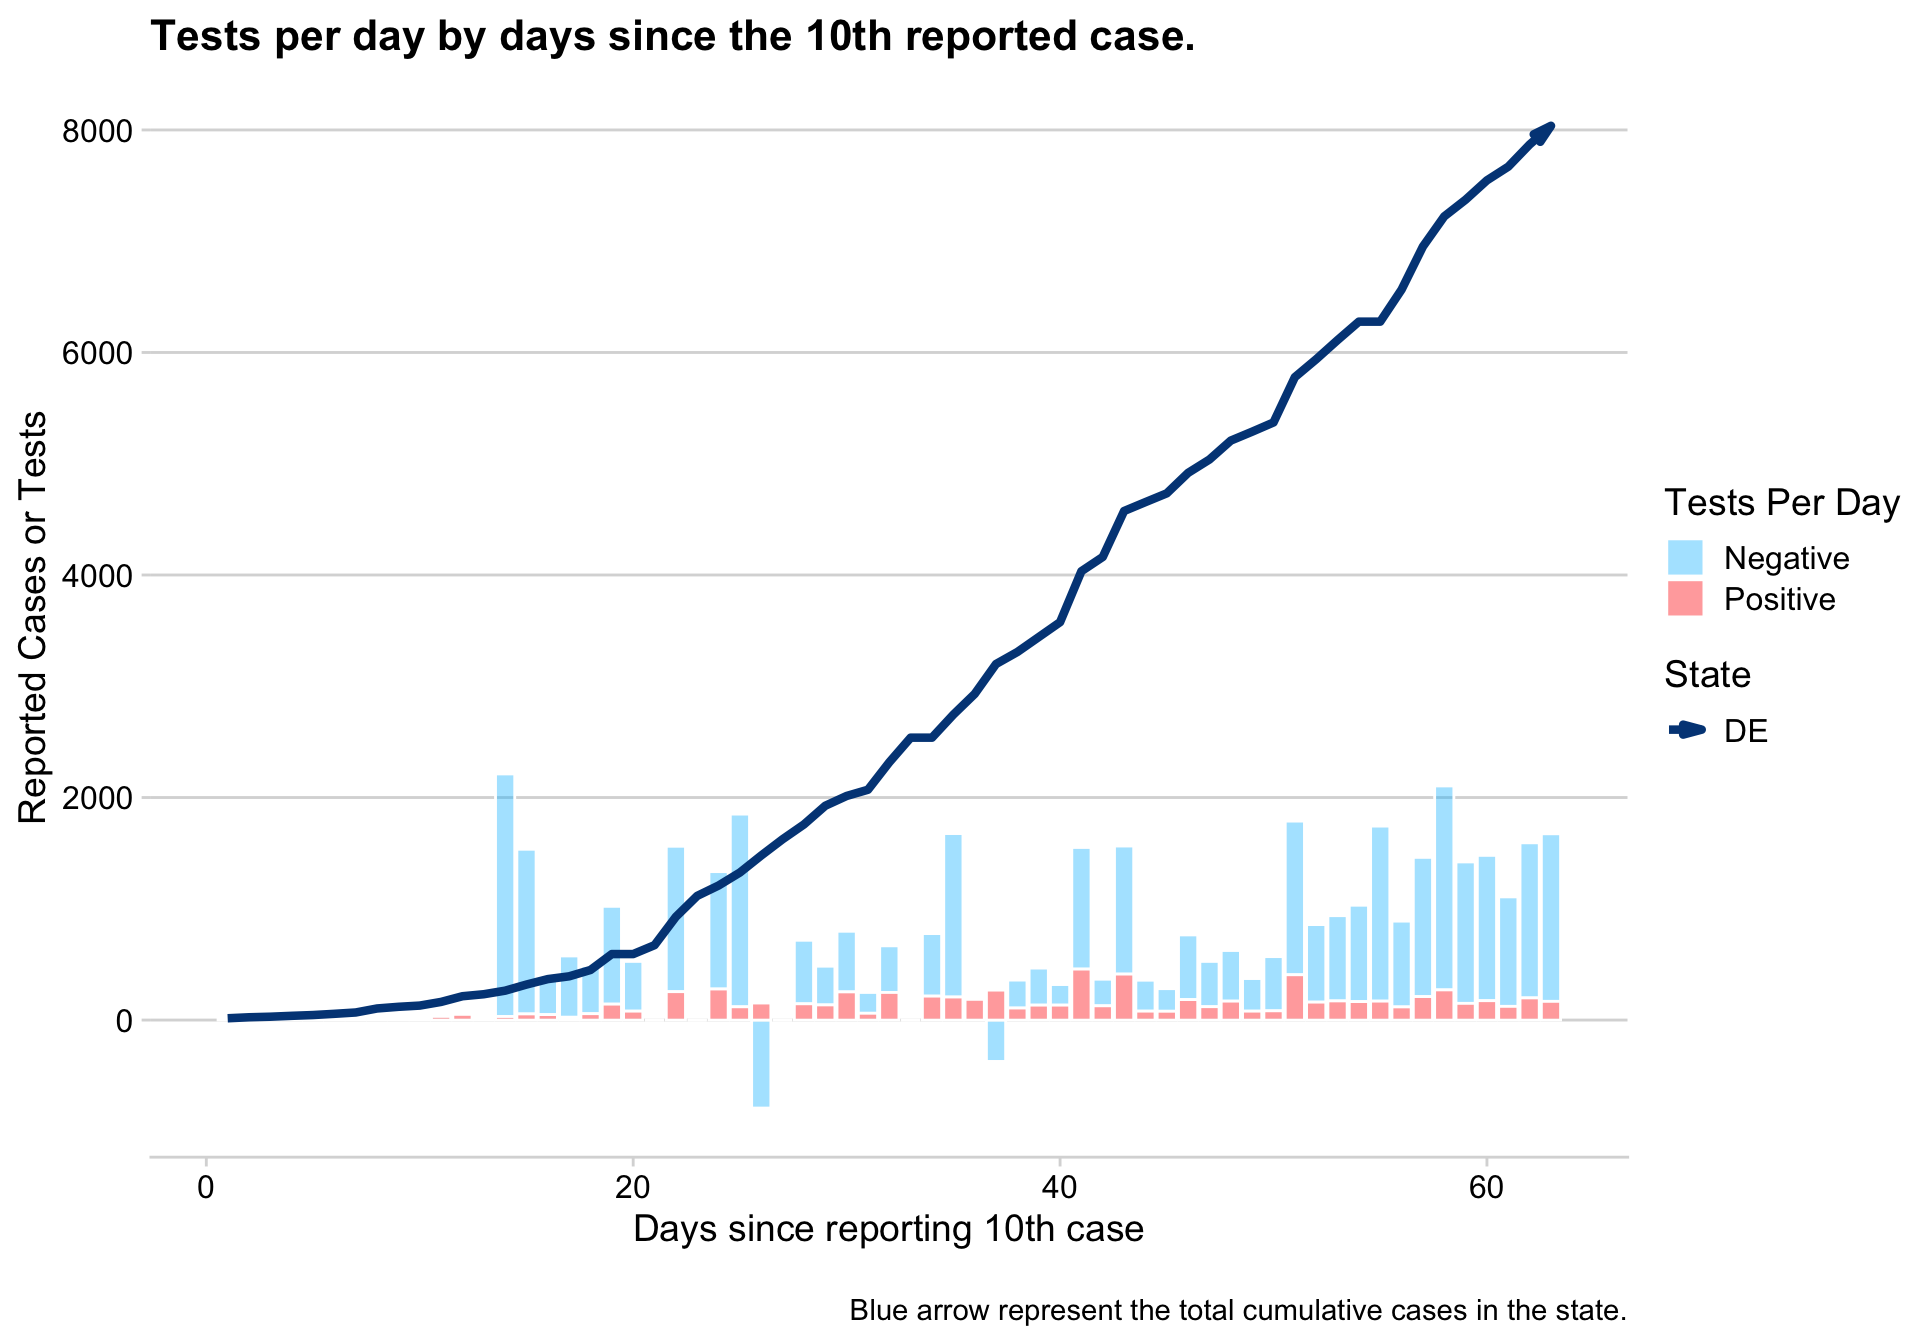 Tests per day by days since the 10th reported case.
8000
6000
4000
2000
0
Reported Cases or Tests
0
20
40
60
Days since reporting 10th case
Tests Per Day
Negative
Positive
State
DE
Blue arrow represent the total cumulative cases in the state.